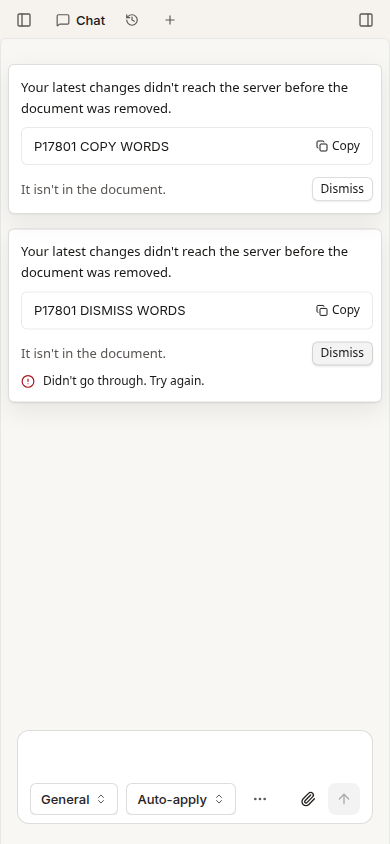 Chat
Your latest changes didn't reach the server before the
document was removed.
P17801 COPY WORDS
Copy
It isn't in the document.
Dismiss
Your latest changes didn't reach the server before the
document was removed.
P17801 DISMISS WORDS
Copy
It isn't in the document.
Dismiss
Didn't go through. Try again.
General
Auto-apply